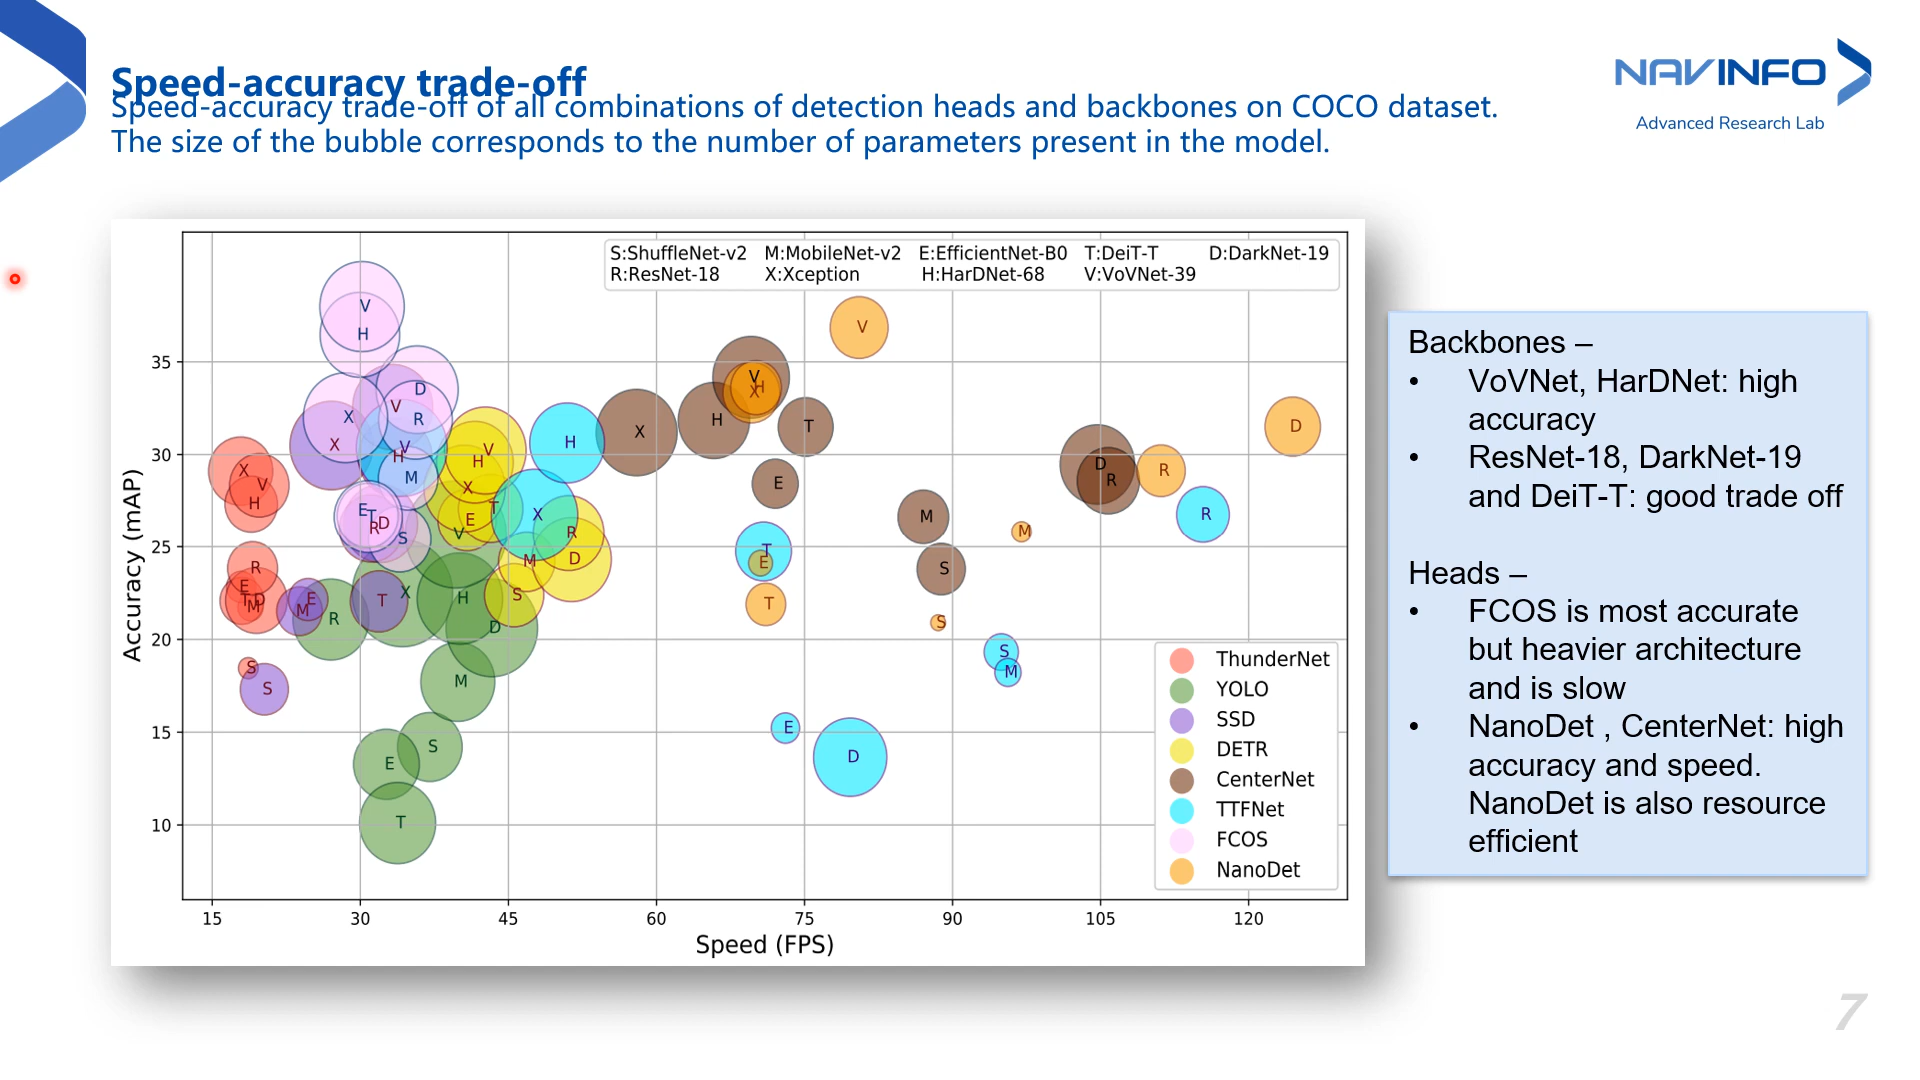 Speed-accuracy trade-off
Speed-accuracy trade-off of all combinations of detection heads and backbones on COCO dataset.
The size of the bubble corresponds to the number of parameters present in the model.
NAVINFO
Advanced Research Lab
S:ShuffleNet-v2 M:MobileNet-v2 E:EfficientNet-B0 T:DeiT-T D:DarkNet-19
R:ResNet-18 X:Xception H:HarDNet-68 V:VoVNet-39
Accuracy (mAP)
35
30
25
20
15
10
V
H
D
X
V
R
X
V
H
M
X
V
H
E
T
R
D
S
R
E
T
D
M
S
S
M
E
R
T
X
H
D
M
S
E
T
V
V
H
X
T
E
X
R
D
M
S
H
X
H
V
H
X
T
V
E
T
E
T
M
S
D
R
R
D
M
S
R
S
M
E
D
ThunderNet
YOLO
SSD
DETR
CenterNet
TTFNet
FCOS
NanoDet
15 30 45 60 75 90 105 120
Speed (FPS)
Backbones –
• VoVNet, HarDNet: high
accuracy
• ResNet-18, DarkNet-19
and DeiT-T: good trade off
Heads –
• FCOS is most accurate
but heavier architecture
and is slow
• NanoDet , CenterNet: high
accuracy and speed.
NanoDet is also resource
efficient
7